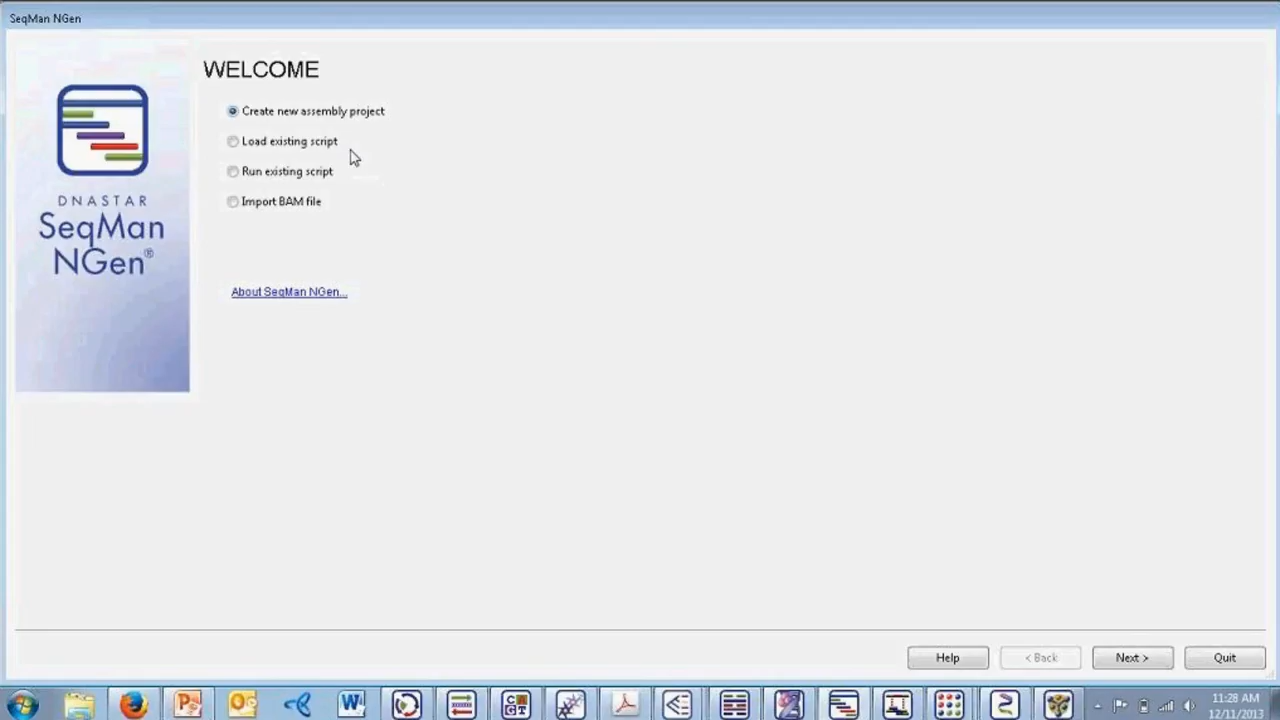 SeqMan NGen
WELCOME
Create new assembly project
Load existing script
Run existing script
Import BAM file
DNASTAR
SeqMan
NGen®
About SeqMan NGen...
Help
< Back
Next >
Quit
11:28 AM
12/11/2013